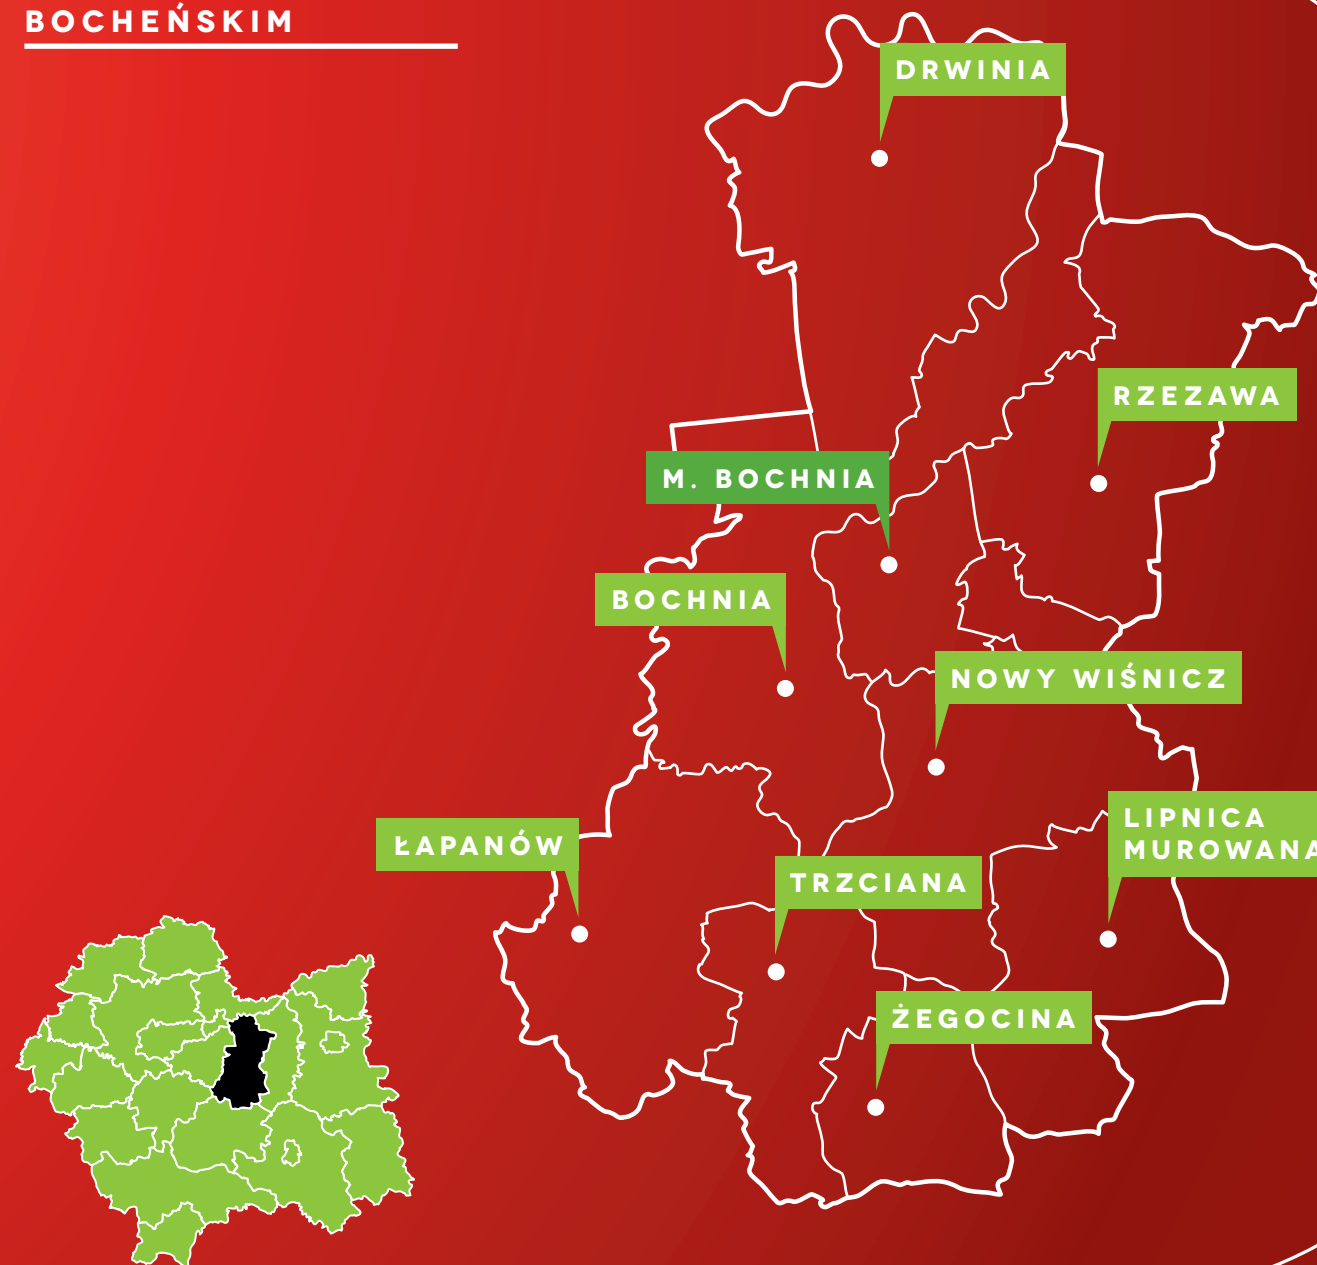 BOCHEŃSKIM
DRWINIA
RZEZAWA
M. BOCHNIA
BOCHNIA
NOWY WIŚNICZ
LIPNICA
MUROWANA
ŁAPANÓW
TRZCIANA
ŻEGOCINA